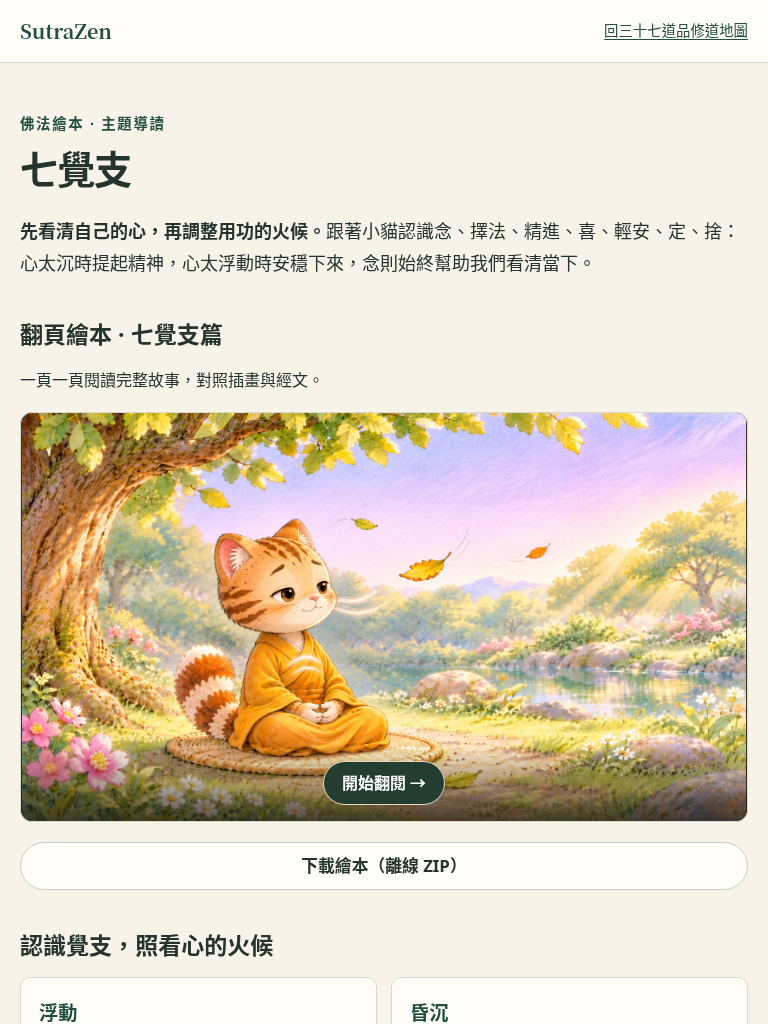 SutraZen
回三十七道品修道地圖
佛法繪本 · 主題導讀
七覺支
先看清自己的心，再調整用功的火候。跟著小貓認識念、擇法、精進、喜、輕安、定、捨：
心太沉時提起精神，心太浮動時安穩下來，念則始終幫助我們看清當下。
翻頁繪本 · 七覺支篇
一頁一頁閱讀完整故事，對照插畫與經文。
開始翻閱 →
下載繪本（離線 ZIP）
認識覺支，照看心的火候
浮動
昏沉